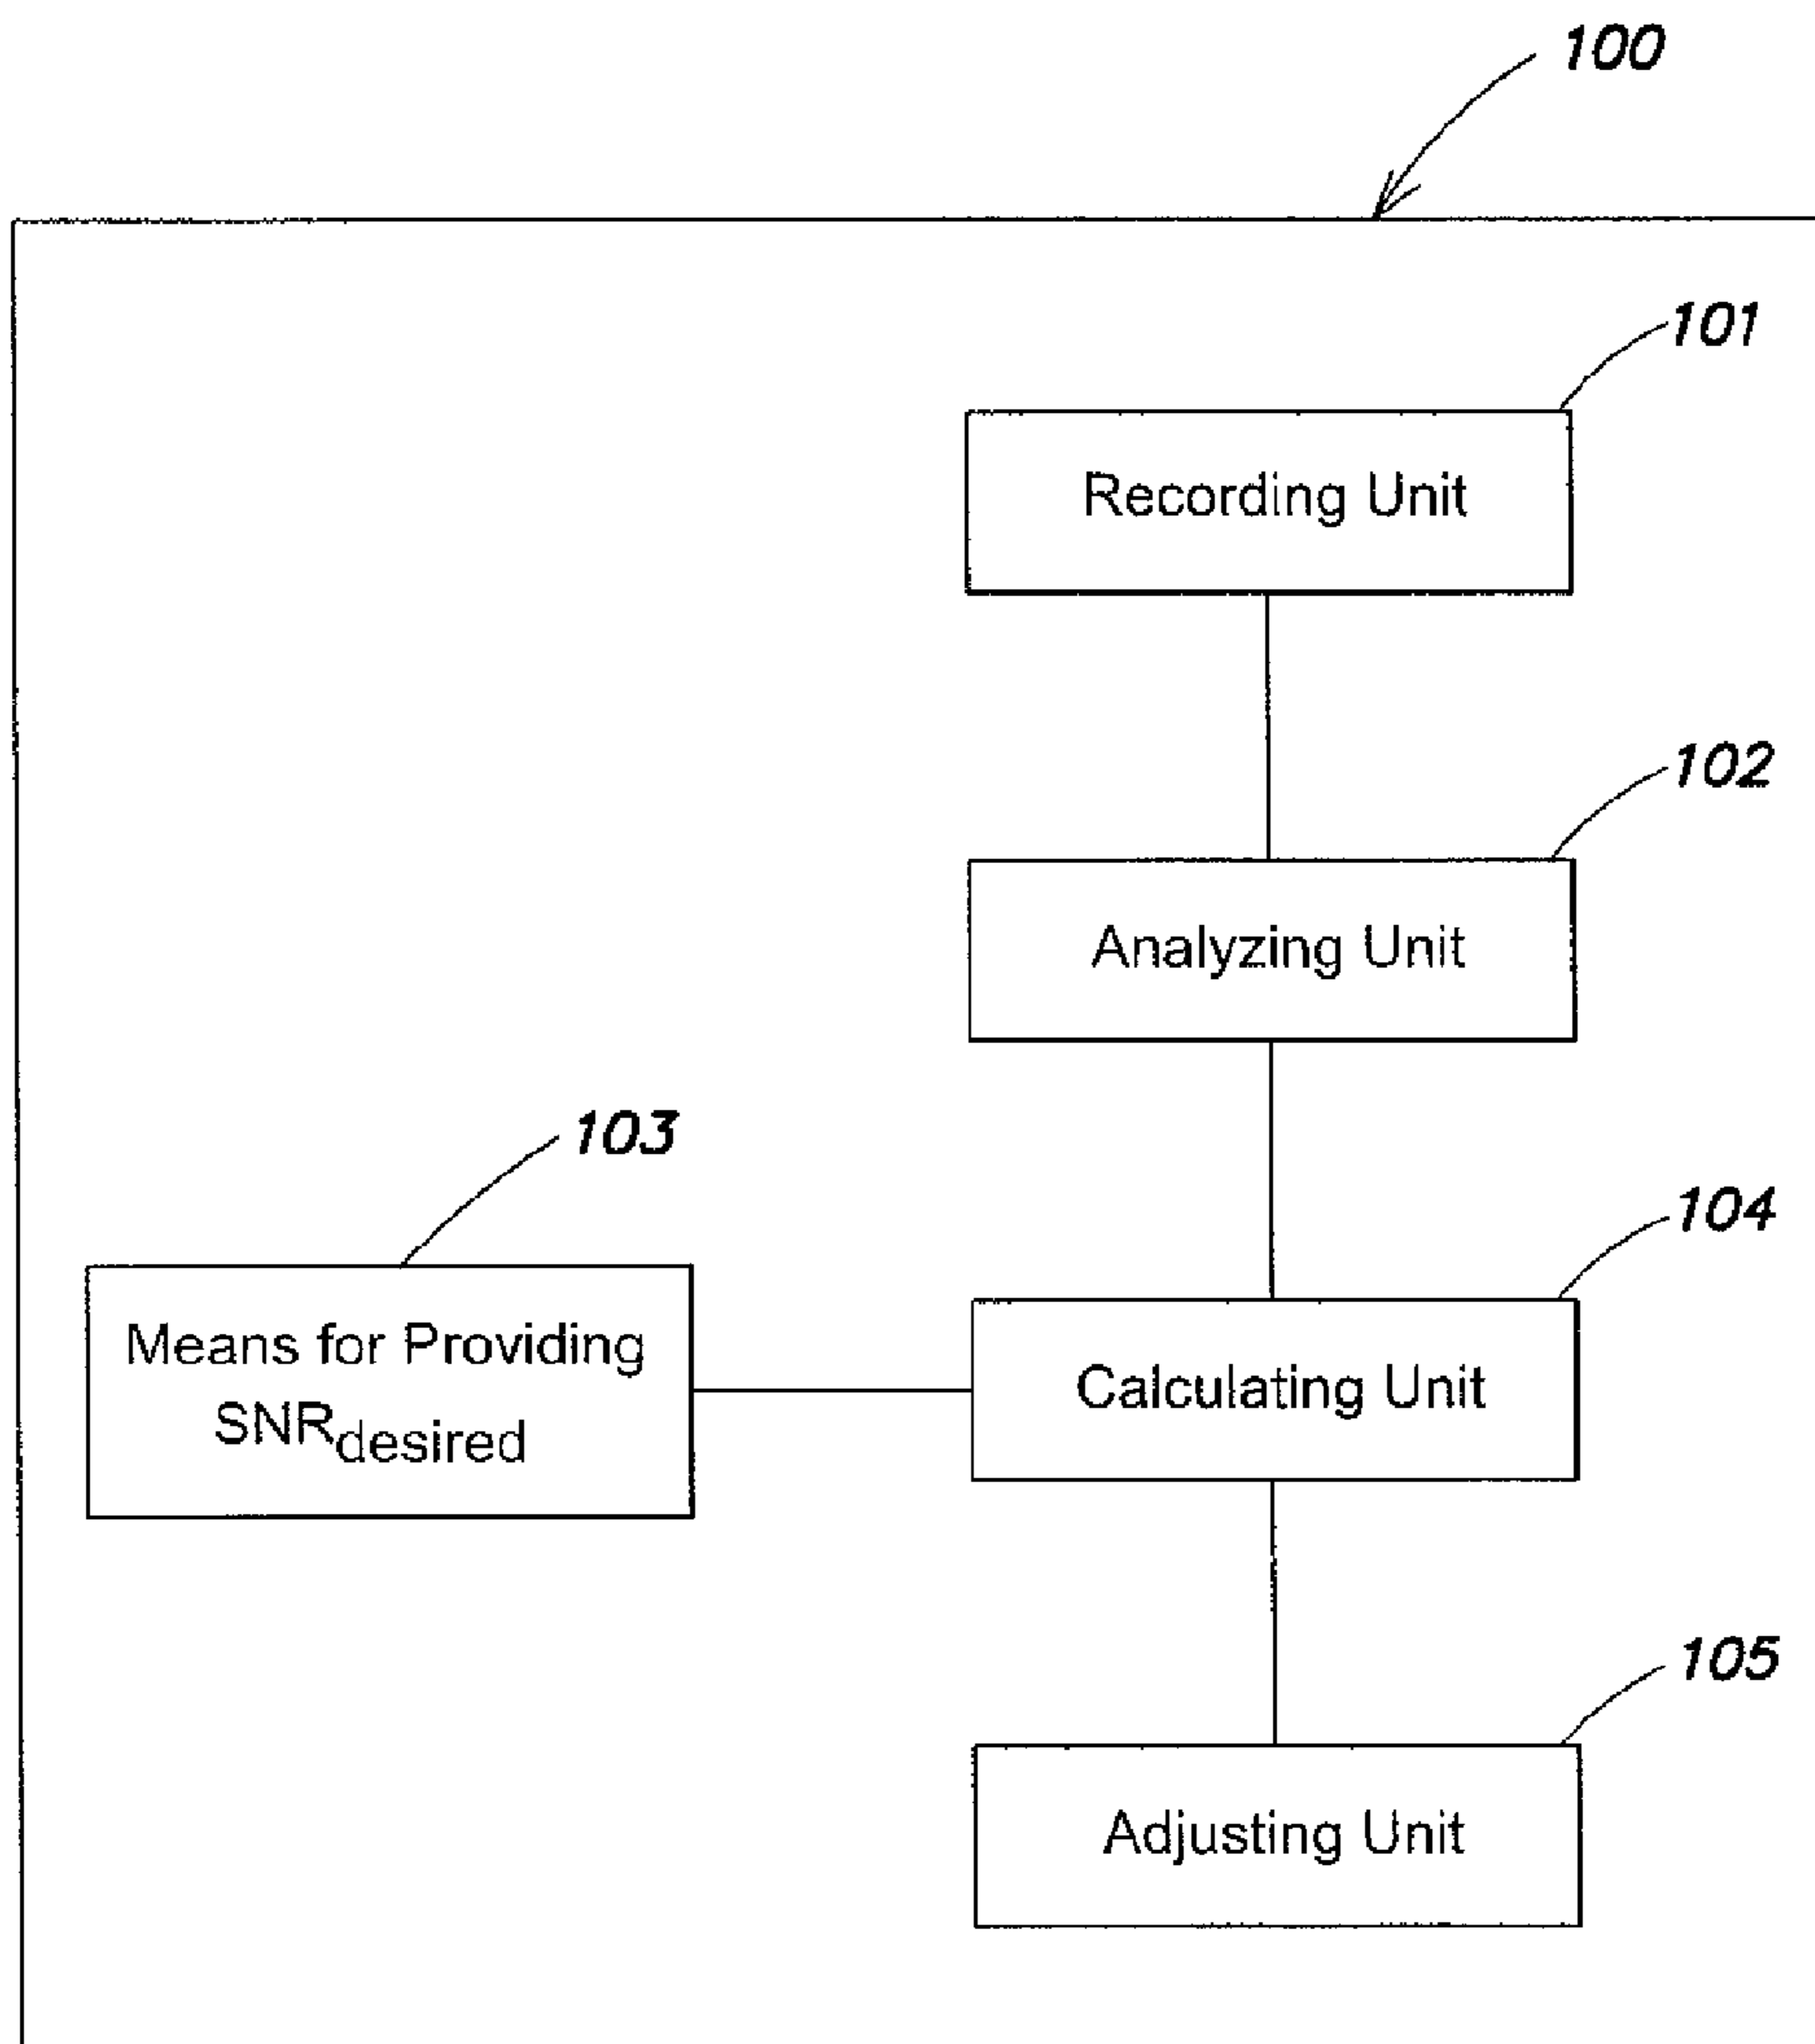 100
101
Recording Unit
102
Analyzing Unit
103
104
Means for Providing
SNRdesired
Calculating Unit
105
Adjusting Unit